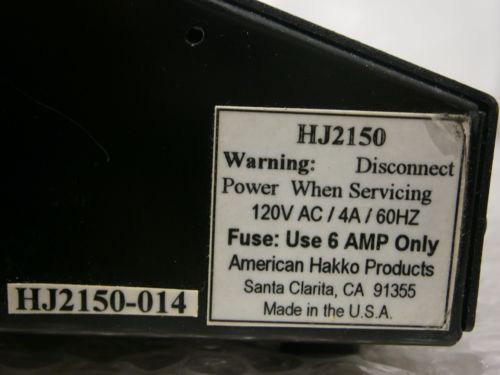 HJ2150
Warning: Disconnect
Power When Servicing
120V AC / 4A / 60HZ
Fuse: Use 6 AMP Only
American Hakko Products
Santa Clarita, CA 91355
Made in the U.S.A.
HJ2150-014